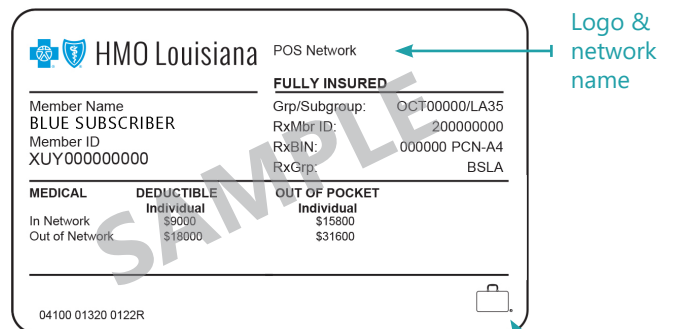 HMO Louisiana
POS Network
Logo &
network
name
FULLY INSURED
Member Name
BLUE SUBSCRIBER
Member ID
XUY000000000
Grp/Subgroup: OCT00000/LA35
RxMbr ID: 200000000
RxBIN: 000000 PCN-A4
RxGrp: BSLA
SAMPLE
MEDICAL DEDUCTIBLE OUT OF POCKET
Individual Individual
In Network $9000 $15800
Out of Network $18000 $31600
04100 01320 0122R